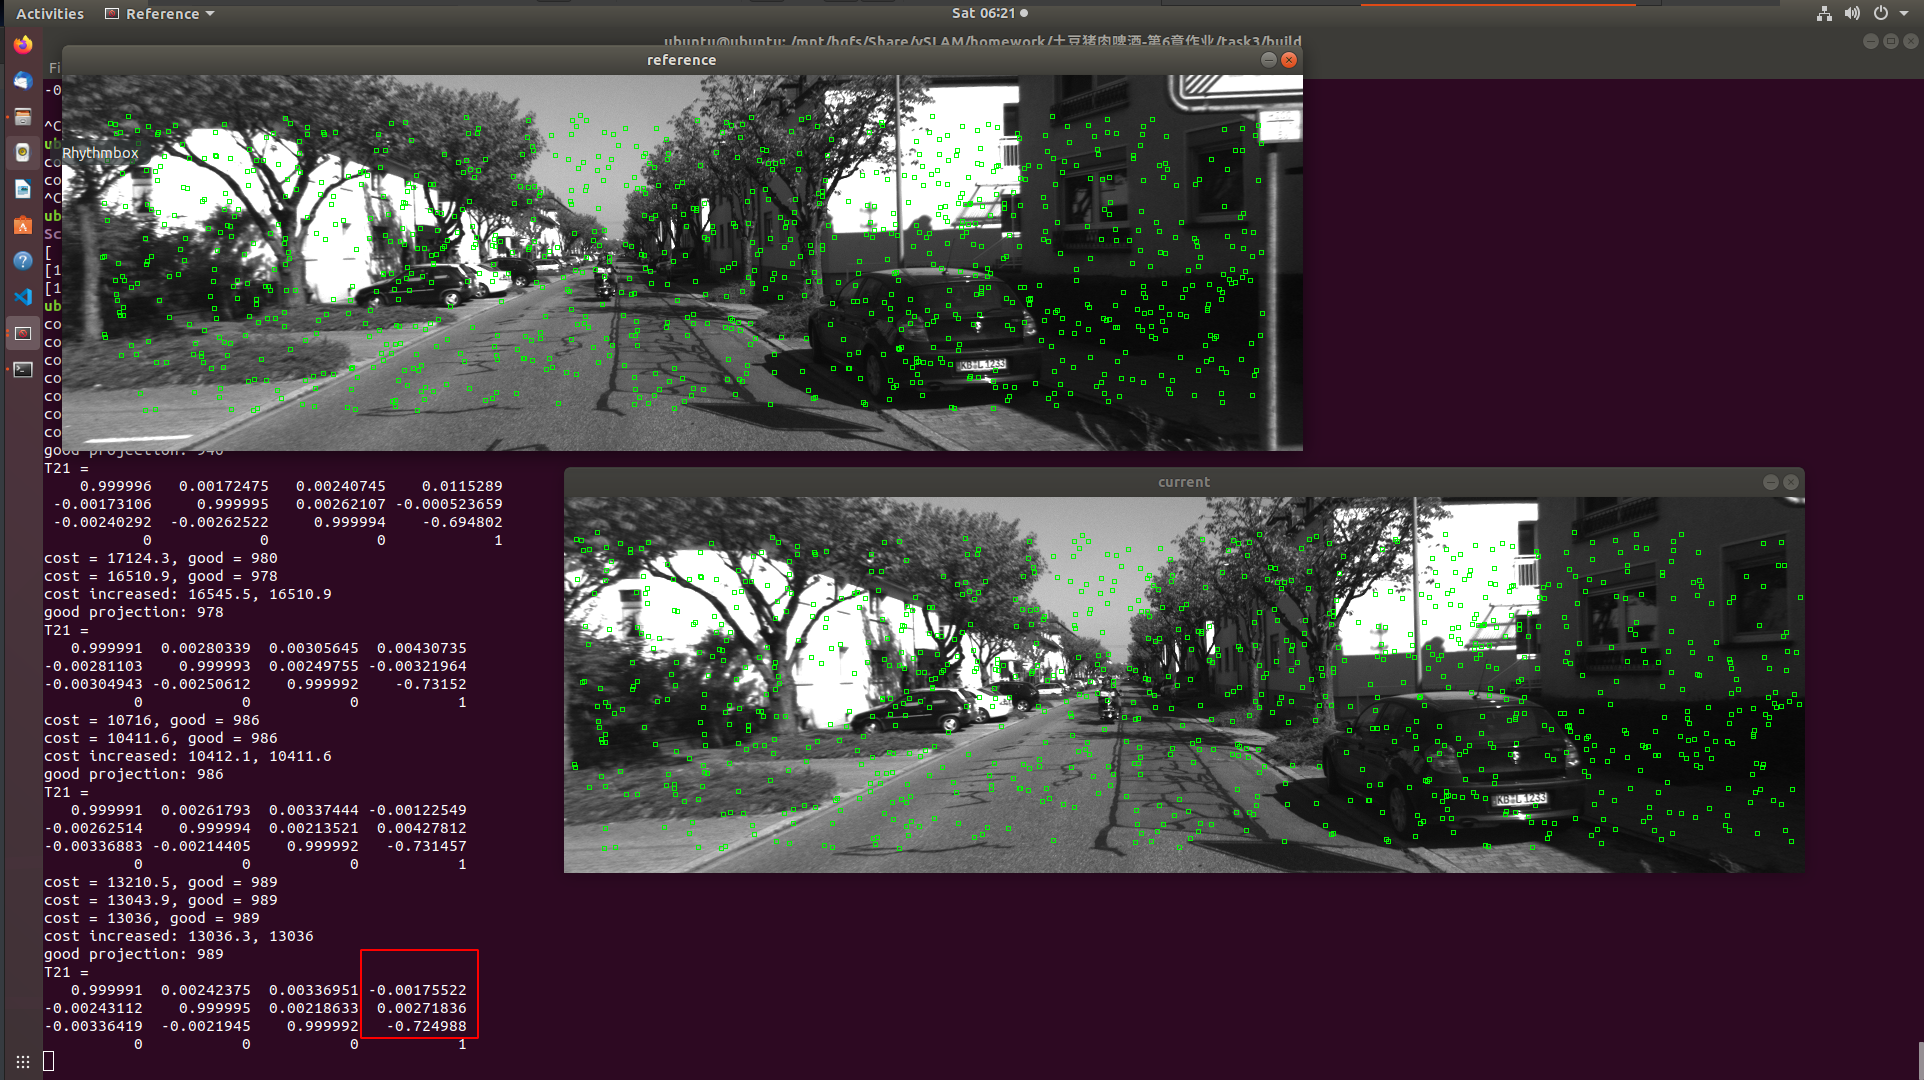 Activities
Reference
Sat 06:21
ubuntu@ubuntu: /mnt/hgfs/Share/vSLAM/homework/土豆猪肉啤酒-第6章作业/task3/build
reference
Fi
-0
^C
ub
Rhythmbox
co
co
^C
ub
Sc
[
[1
[1
ub
co
co
co
co
co
co
co
KB L 1233
good projection: 940
T21 =
0.999996 0.00172475 0.00240745 0.0115289
-0.00173106 0.999995 0.00262107 -0.000523659
-0.00240292 -0.00262522 0.999994 -0.694802
0 0 0 1
cost = 17124.3, good = 980
cost = 16510.9, good = 978
cost increased: 16545.5, 16510.9
good projection: 978
T21 =
0.999991 0.00280339 0.00305645 0.00430735
-0.00281103 0.999993 0.00249755 -0.00321964
-0.00304943 -0.00250612 0.999992 -0.73152
0 0 0 1
cost = 10716, good = 986
cost = 10411.6, good = 986
cost increased: 10412.1, 10411.6
good projection: 986
T21 =
0.999991 0.00261793 0.00337444 -0.00122549
-0.00262514 0.999994 0.00213521 0.00427812
-0.00336883 -0.00214405 0.999992 -0.731457
0 0 0 1
cost = 13210.5, good = 989
cost = 13043.9, good = 989
cost = 13036, good = 989
cost increased: 13036.3, 13036
good projection: 989
T21 =
0.999991 0.00242375 0.00336951 -0.00175522
-0.00243112 0.999995 0.00218633 0.00271836
-0.00336419 -0.0021945 0.999992 -0.724988
0 0 0 1
current
KB L 1233